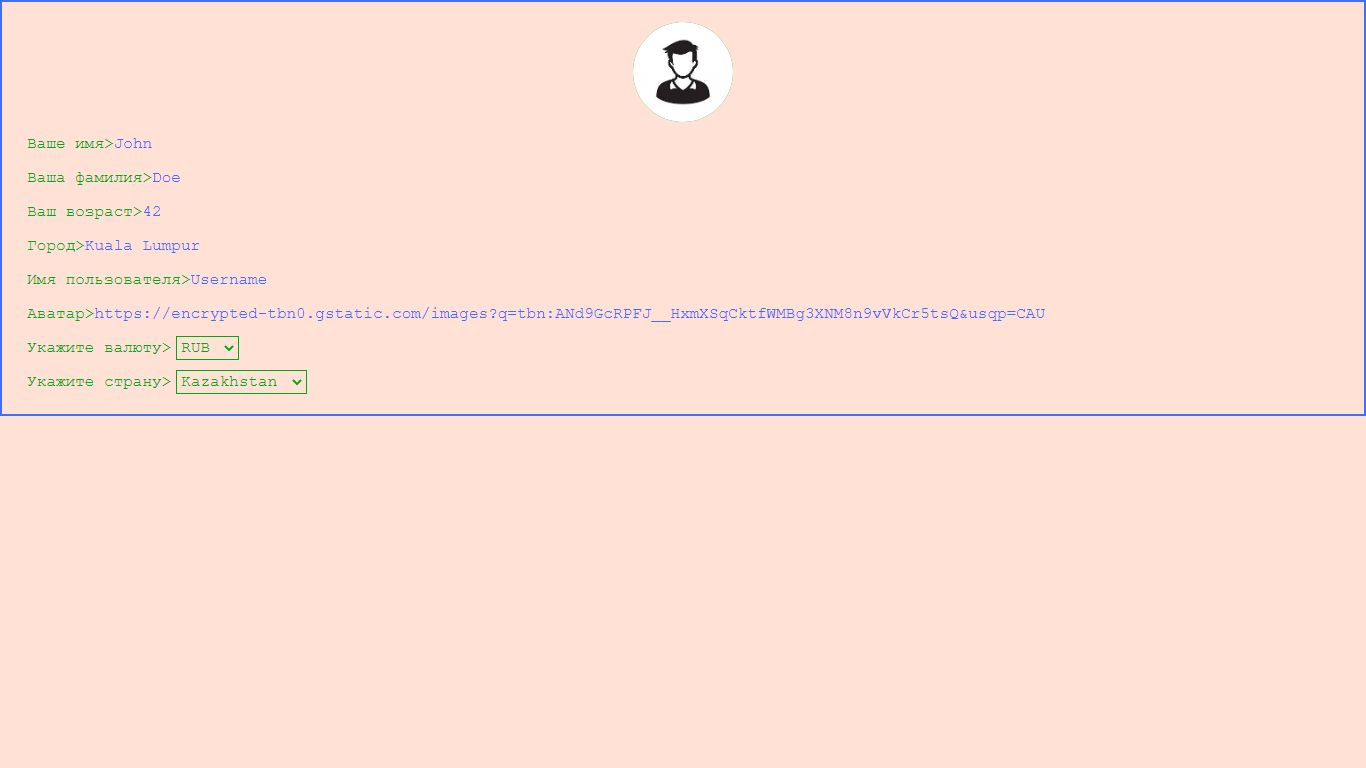 Ваше имя>John
Ваша фамилия>Doe
Ваш возраст>42
Город>Kuala Lumpur
Имя пользователя>Username
Аватар>https://encrypted-tbn0.gstatic.com/images?q=tbn:ANd9GcRPFJ__HxmXSqCktfWMBg3XNM8n9vVkCr5tsQ&usqp=CAU
Укажите валюту> RUB
Укажите страну> Kazakhstan